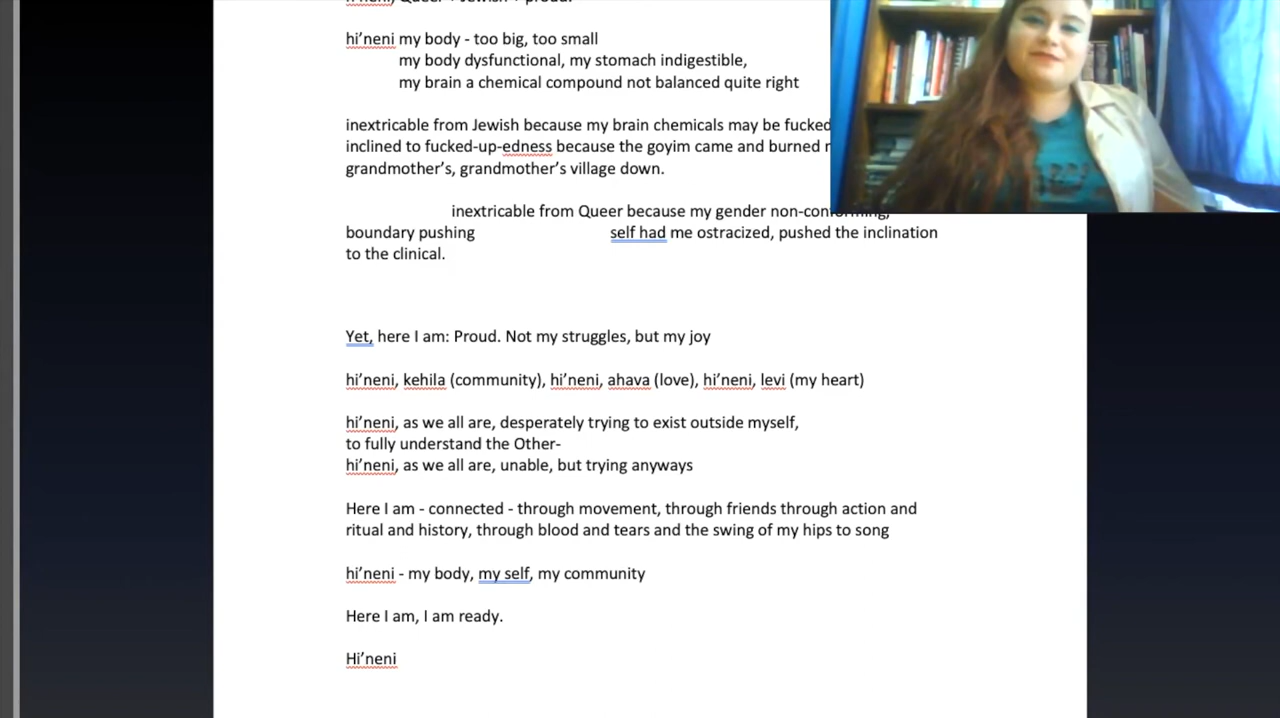 hi'neni, Queer + Jewish + proud.
hi'neni my body - too big, too small
my body dysfunctional, my stomach indigestible,
my brain a chemical compound not balanced quite right
inextricable from Jewish because my brain chemicals may be fucked
inclined to fucked-up-edness because the goyim came and burned
grandmother's, grandmother's village down.
inextricable from Queer because my gender non-conforming,
boundary pushing self had me ostracized, pushed the inclination
to the clinical.
Yet, here I am: Proud. Not my struggles, but my joy
hi'neni, kehila (community), hi'neni, ahava (love), hi'neni, levi (my heart)
hi'neni, as we all are, desperately trying to exist outside myself,
to fully understand the Other-
hi'neni, as we all are, unable, but trying anyways
Here I am - connected - through movement, through friends through action and
ritual and history, through blood and tears and the swing of my hips to song
hi'neni - my body, my self, my community
Here I am, I am ready.
Hi'neni